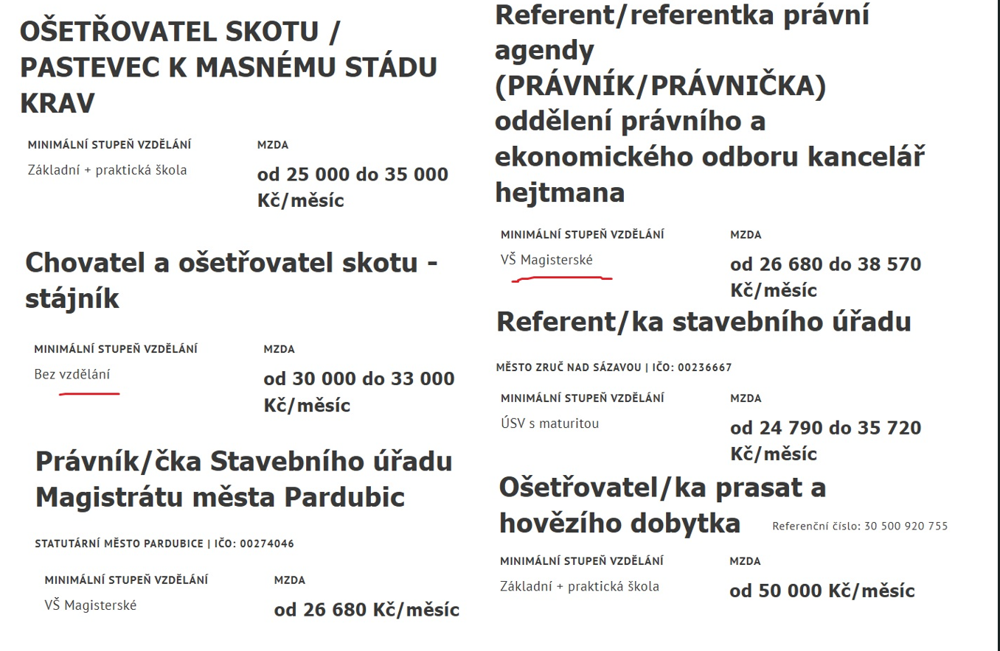 OŠETŘOVATEL SKOTU /
PASTEVEC K MASNÉMU STÁDU
KRAV
MINIMÁLNÍ STUPEŇ VZDĚLÁNÍ
MZDA
Základní + praktická škola
od 25 000 do 35 000
Kč/měsíc
Chovatel a ošetřovatel skotu -
stájník
MINIMÁLNÍ STUPEŇ VZDĚLÁNÍ
MZDA
Bez vzdělání
od 30 000 do 33 000
Kč/měsíc
Právník/čka Stavebního úřadu
Magistrátu města Pardubic
STATUTÁRNÍ MĚSTO PARDUBICE | IČO: 00274046
MINIMÁLNÍ STUPEŇ VZDĚLÁNÍ
MZDA
VŠ Magisterské
od 26 680 Kč/měsíc
Referent/referentka právní
agendy
(PRÁVNÍK/PRÁVNIČKA)
oddělení právního a
ekonomického odboru kancelář
hejtmana
MINIMÁLNÍ STUPEŇ VZDĚLÁNÍ
MZDA
VŠ Magisterské
od 26 680 do 38 570
Kč/měsíc
Referent/ka stavebního úřadu
MĚSTO ZRUČ NAD SÁZAVOU | IČO: 00236667
MINIMÁLNÍ STUPEŇ VZDĚLÁNÍ
MZDA
ÚSV s maturitou
od 24 790 do 35 720
Kč/měsíc
Ošetřovatel/ka prasat a
hovězího dobytka
Referenční číslo: 30 500 920 755
MINIMÁLNÍ STUPEŇ VZDĚLÁNÍ
MZDA
Základní + praktická škola
od 50 000 Kč/měsíc